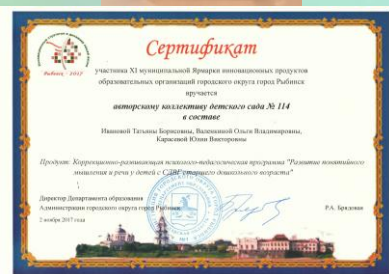 Рыбинск - 2017
Сертификат
участника XI муниципальной Ярмарки инновационных продуктов
образовательных организаций городского округа город Рыбинск
вручается
авторскому коллективу детского сада № 114
в составе
Ивановой Татьяны Борисовны, Ольги Владимировны,
Карасевой Юлии Викторовны
Продукт: Коррекционно-развивающая психолого-педагогическая программа "Развитие понятийного
мышления и речи у детей с старшего дошкольного возраста"
Директор Департамента образования
Администрации городского округа город Рыбинск
Р.А. Брядовая
2 ноября 2017 года